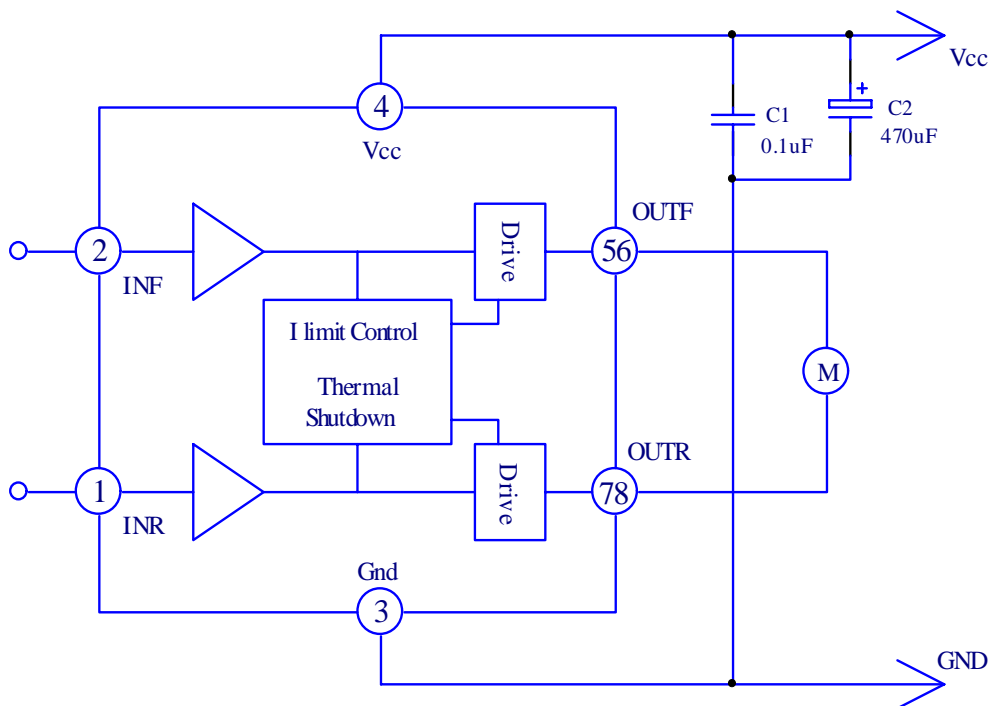 Vcc
4
Vcc
+
C1
0.1uF
C2
470uF
OUTF
2
INF
Drive
56
I limit Control
Thermal
Shutdown
M
OUTR
1
INR
Drive
78
Gnd
3
GND